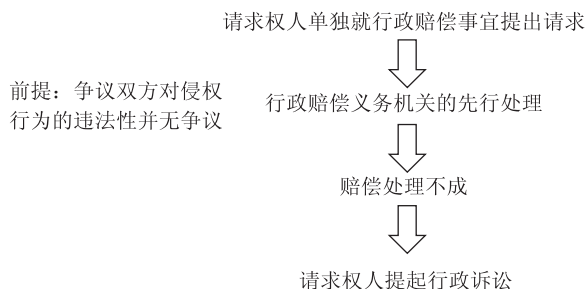 请求权人单独就行政赔偿事宜提出请求
前提：争议双方对侵权
行为的违法性并无争议
行政赔偿义务机关的先行处理
赔偿处理不成
请求权人提起行政诉讼